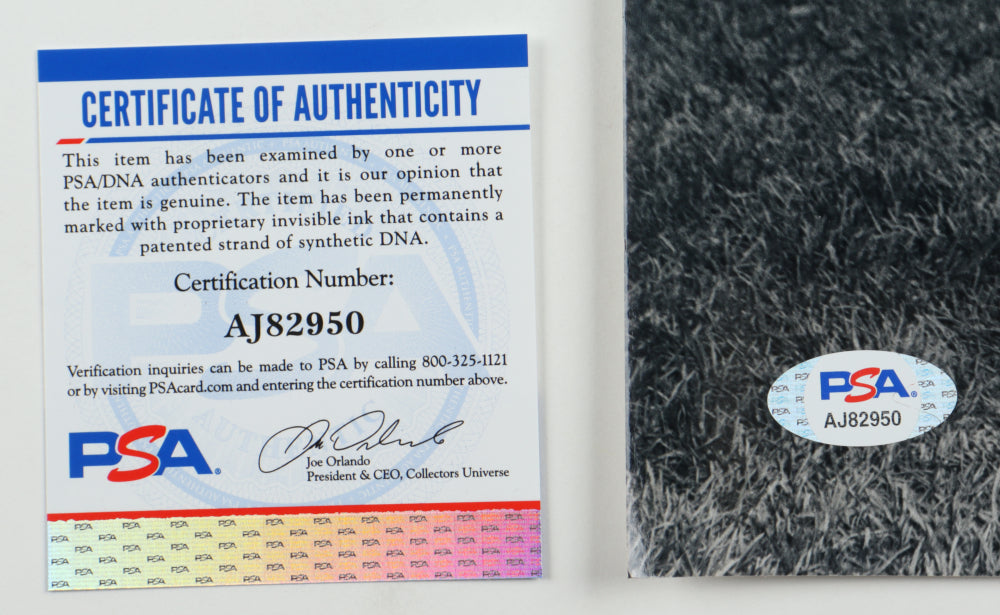 CERTIFICATE OF AUTHENTICITY
This item has been examined by one or more
PSA/DNA authenticators and it is our opinion that
the item is genuine. The item has been permanently
marked with proprietary invisible ink that contains a
patented strand of synthetic DNA.
Certification Number:
AJ82950
Verification inquiries can be made to PSA by calling 800-325-1121
or by visiting PSAcard.com and entering the certification number above.
PSA®
Joe Orlando
President & CEO, Collectors Universe
PSA®
AJ82950